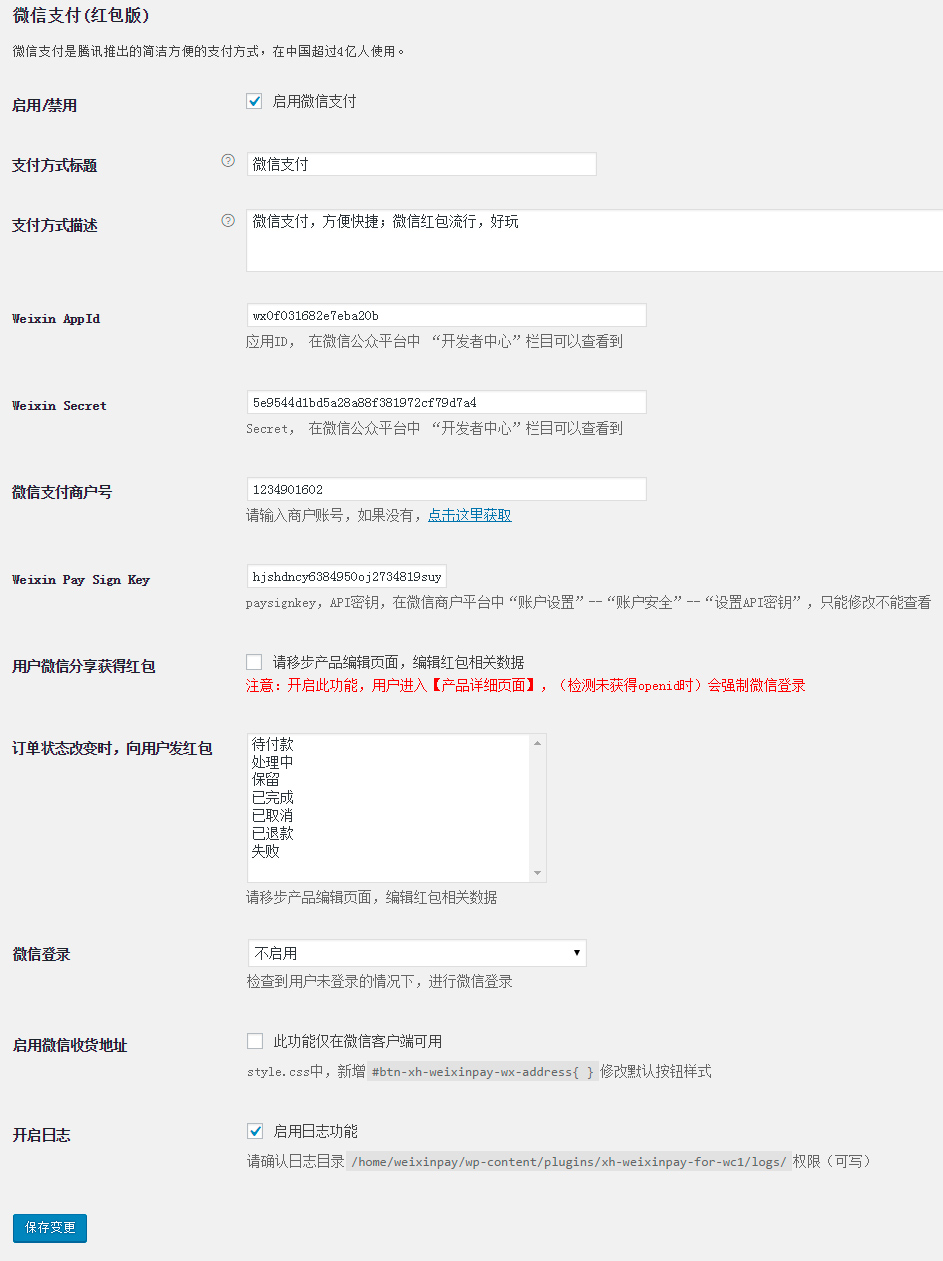 微信支付(红包版)
微信支付是腾讯推出的简洁方便的支付方式，在中国超过4亿人使用。
启用/禁用
启用微信支付
支付方式标题
?
微信支付
支付方式描述
?
微信支付，方便快捷；微信红包流行，好玩
Weixin AppId
wx0f031682e7eba20b
应用ID， 在微信公众平台中 “开发者中心”栏目可以查看到
Weixin Secret
5e9544d1bd5a28a88f381972cf79d7a4
Secret， 在微信公众平台中 “开发者中心”栏目可以查看到
微信支付商户号
1234901602
请输入商户账号，如果没有，点击这里获取
Weixin Pay Sign Key
hjshdncy6384950oj2734819suy
paysignkey，API密钥，在微信商户平台中“账户设置”--“账户安全”--“设置API密钥”，只能修改不能查看
用户微信分享获得红包
请移步产品编辑页面，编辑红包相关数据
注意：开启此功能，用户进入【产品详细页面】，（检测未获得openid时）会强制微信登录
订单状态改变时，向用户发红包
待付款
处理中
保留
已完成
已取消
已退款
失败
请移步产品编辑页面，编辑红包相关数据
微信登录
不启用
检查到用户未登录的情况下，进行微信登录
启用微信收货地址
此功能仅在微信客户端可用
style.css中，新增 #btn-xh-weixinpay-wx-address{ } 修改默认按钮样式
开启日志
启用日志功能
请确认日志目录 /home/weixinpay/wp-content/plugins/xh-weixinpay-for-wc1/logs/ 权限（可写）
保存变更